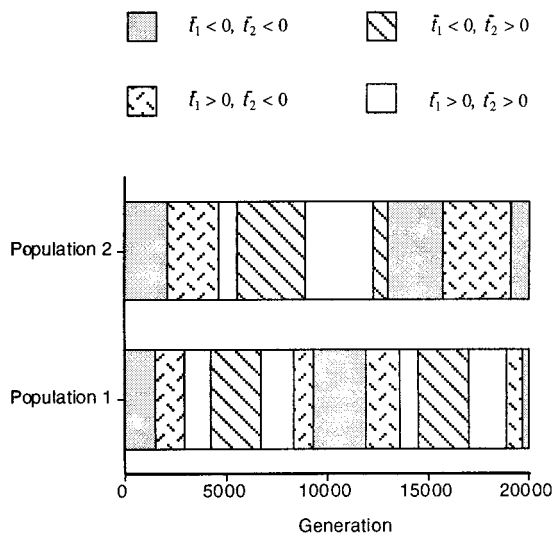 t̄₁ < 0, t̄₂ < 0
t̄₁ < 0, t̄₂ > 0
t̄₁ > 0, t̄₂ < 0
t̄₁ > 0, t̄₂ > 0
Population 2
Population 1
0 5000 10000 15000 20000
Generation